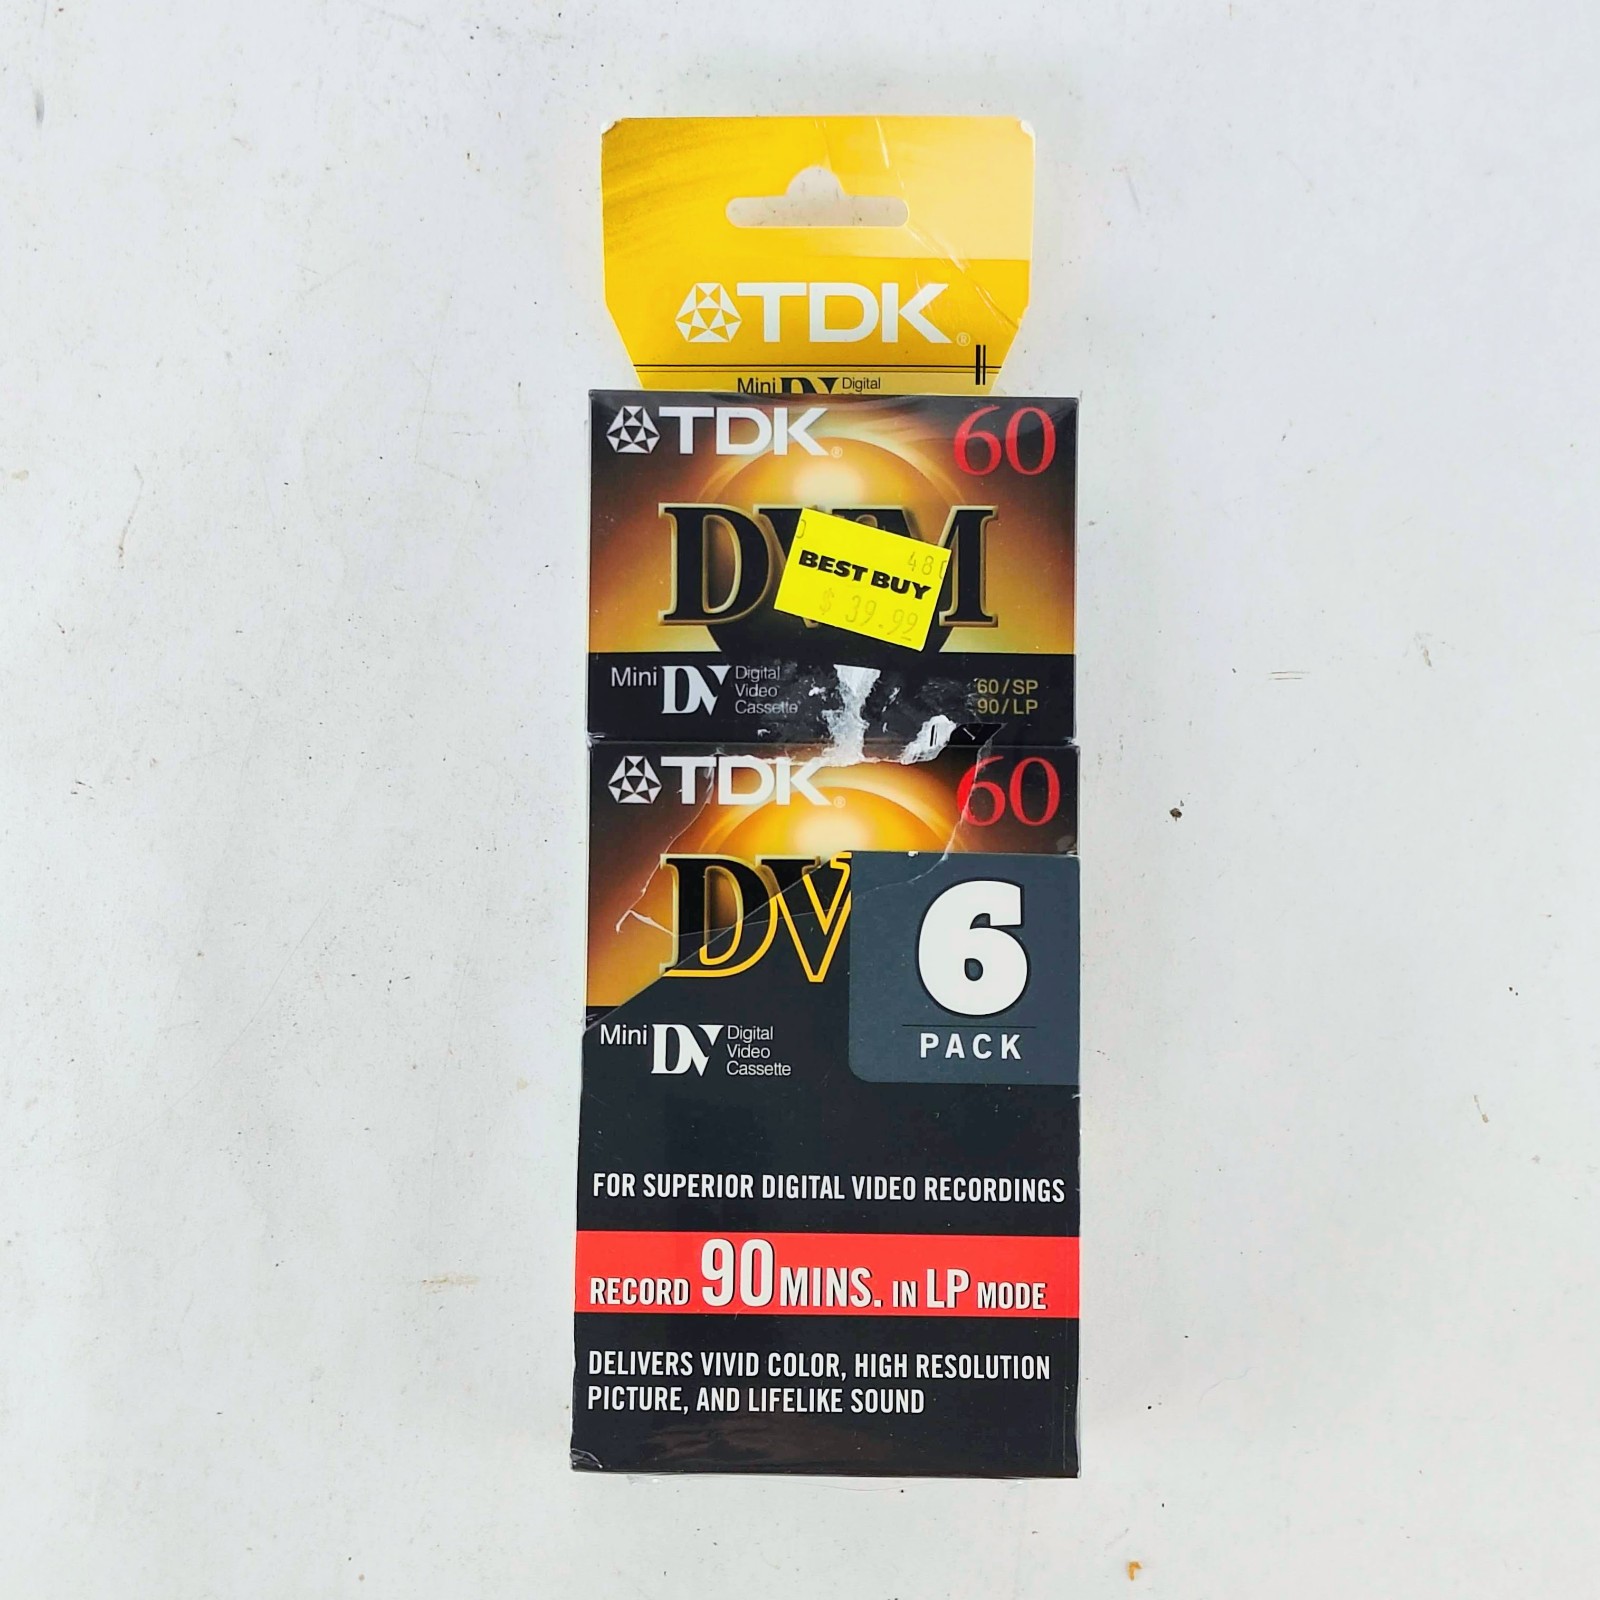 TDK®
Mini DV Digital
TDK® 60
DVM
480
BEST BUY
$ 39.99
Mini DV Digital Video Cassette
60/SP
90/LP
TDK® 60
DV
6
PACK
Mini DV Digital Video Cassette
FOR SUPERIOR DIGITAL VIDEO RECORDINGS
RECORD 90 MINS. IN LP MODE
DELIVERS VIVID COLOR, HIGH RESOLUTION
PICTURE, AND LIFELIKE SOUND